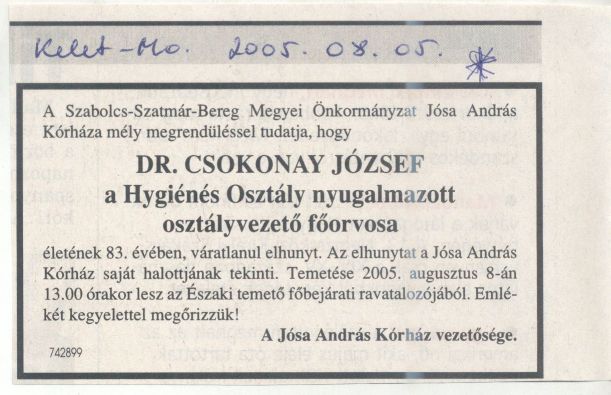 Kelet-Mo. 2005. 08. 05.
A Szabolcs-Szatmár-Bereg Megyei Önkormányzat Jósa András
Kórháza mély megrendüléssel tudatja, hogy
DR. CSOKONAY JÓZSEF
a Hygiénés Osztály nyugalmazott
osztályvezető főorvosa
életének 83. évében, váratlanul elhunyt. Az elhunytat a Jósa András
Kórház saját halottjának tekinti. Temetése 2005. augusztus 8-án
13.00 órakor lesz az Északi temető főbejárati ravatalozójából. Emlé-
két kegyelettel megőrizzük!
A Jósa András Kórház vezetősége.
742899